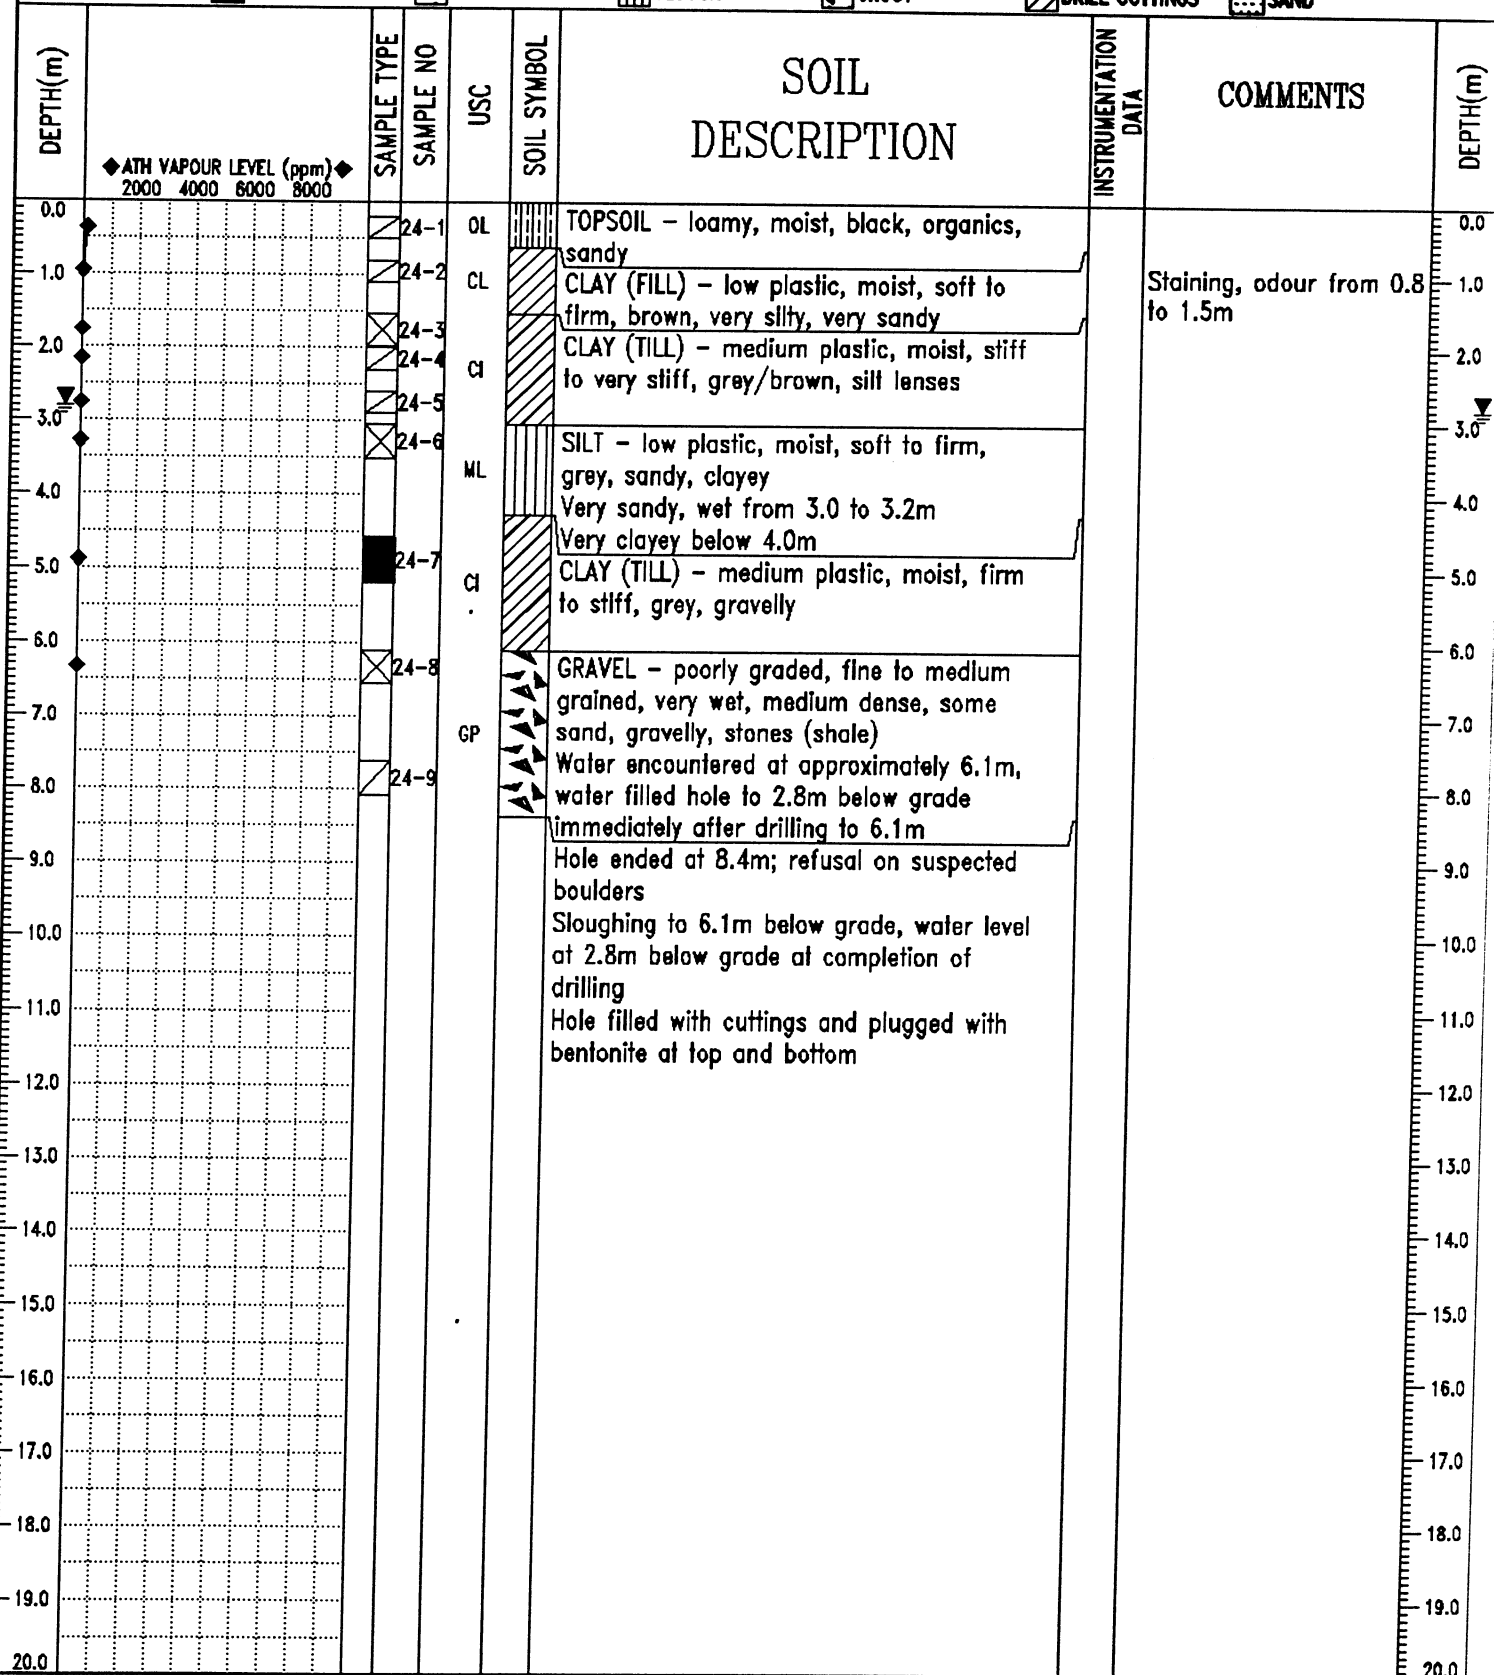 DRILL CUTTINGS
SAND
DEPTH(m)
◆ATH VAPOUR LEVEL (ppm)◆
2000 4000 6000 8000
SAMPLE TYPE
SAMPLE NO
USC
SOIL SYMBOL
SOIL
DESCRIPTION
INSTRUMENTATION
DATA
COMMENTS
DEPTH(m)
0.0
1.0
2.0
3.0
4.0
5.0
6.0
7.0
8.0
9.0
10.0
11.0
12.0
13.0
14.0
15.0
16.0
17.0
18.0
19.0
20.0
24-1
24-2
24-3
24-4
24-5
24-6
24-7
24-8
24-9
OL
CL
CI
ML
CI
GP
TOPSOIL - loamy, moist, black, organics,
sandy
CLAY (FILL) - low plastic, moist, soft to
firm, brown, very silty, very sandy
CLAY (TILL) - medium plastic, moist, stiff
to very stiff, grey/brown, silt lenses
SILT - low plastic, moist, soft to firm,
grey, sandy, clayey
Very sandy, wet from 3.0 to 3.2m
Very clayey below 4.0m
CLAY (TILL) - medium plastic, moist, firm
to stiff, grey, gravelly
GRAVEL - poorly graded, fine to medium
grained, very wet, medium dense, some
sand, gravelly, stones (shale)
Water encountered at approximately 6.1m,
water filled hole to 2.8m below grade
immediately after drilling to 6.1m
Hole ended at 8.4m; refusal on suspected
boulders
Sloughing to 6.1m below grade, water level
at 2.8m below grade at completion of
drilling
Hole filled with cuttings and plugged with
bentonite at top and bottom
Staining, odour from 0.8
to 1.5m
0.0
1.0
2.0
3.0
4.0
5.0
6.0
7.0
8.0
9.0
10.0
11.0
12.0
13.0
14.0
15.0
16.0
17.0
18.0
19.0
20.0